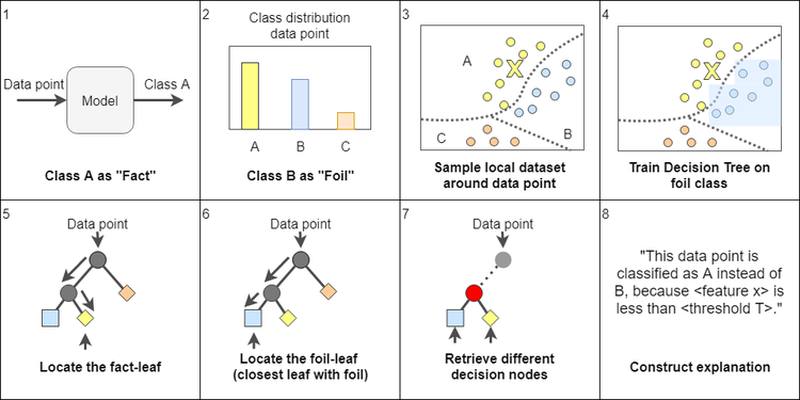 1
Data point
Model
Class A
Class A as "Fact"
2
Class distribution
data point
A
B
C
Class B as "Foil"
3
A
X
C
B
Sample local dataset
around data point
4
X
Train Decision Tree on
foil class
5
Data point
Locate the fact-leaf
6
Data point
Locate the foil-leaf
(closest leaf with foil)
7
Data point
Retrieve different
decision nodes
8
"This data point is
classified as A instead of
B, because <feature x> is
less than <threshold T>."
Construct explanation